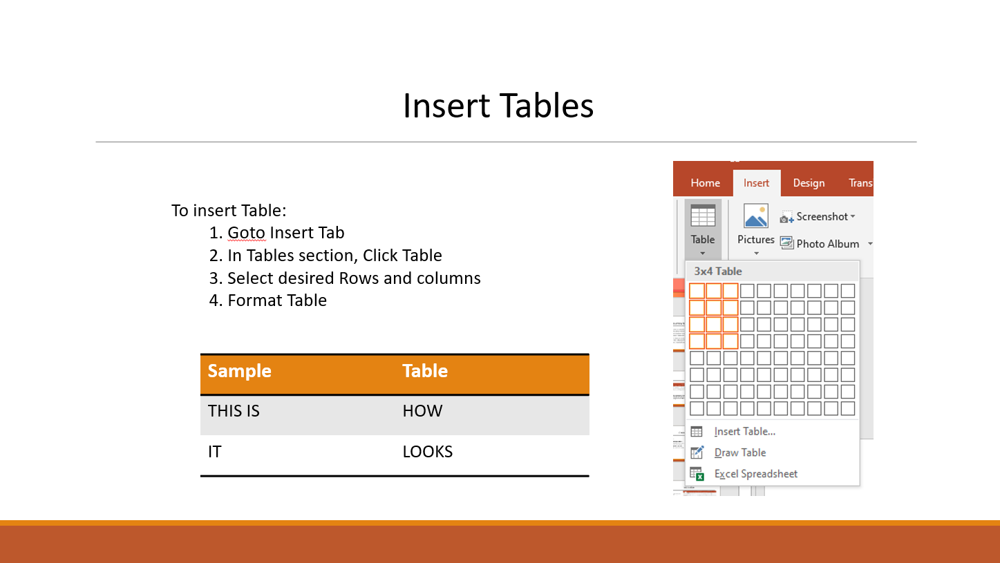 Insert Tables
To insert Table:
1. Goto Insert Tab
2. In Tables section, Click Table
3. Select desired Rows and columns
4. Format Table
Sample Table
THIS IS HOW
IT LOOKS
Home Insert Design Trans
Table
Pictures
Screenshot
Photo Album
3x4 Table
Insert Table...
Draw Table
Excel Spreadsheet